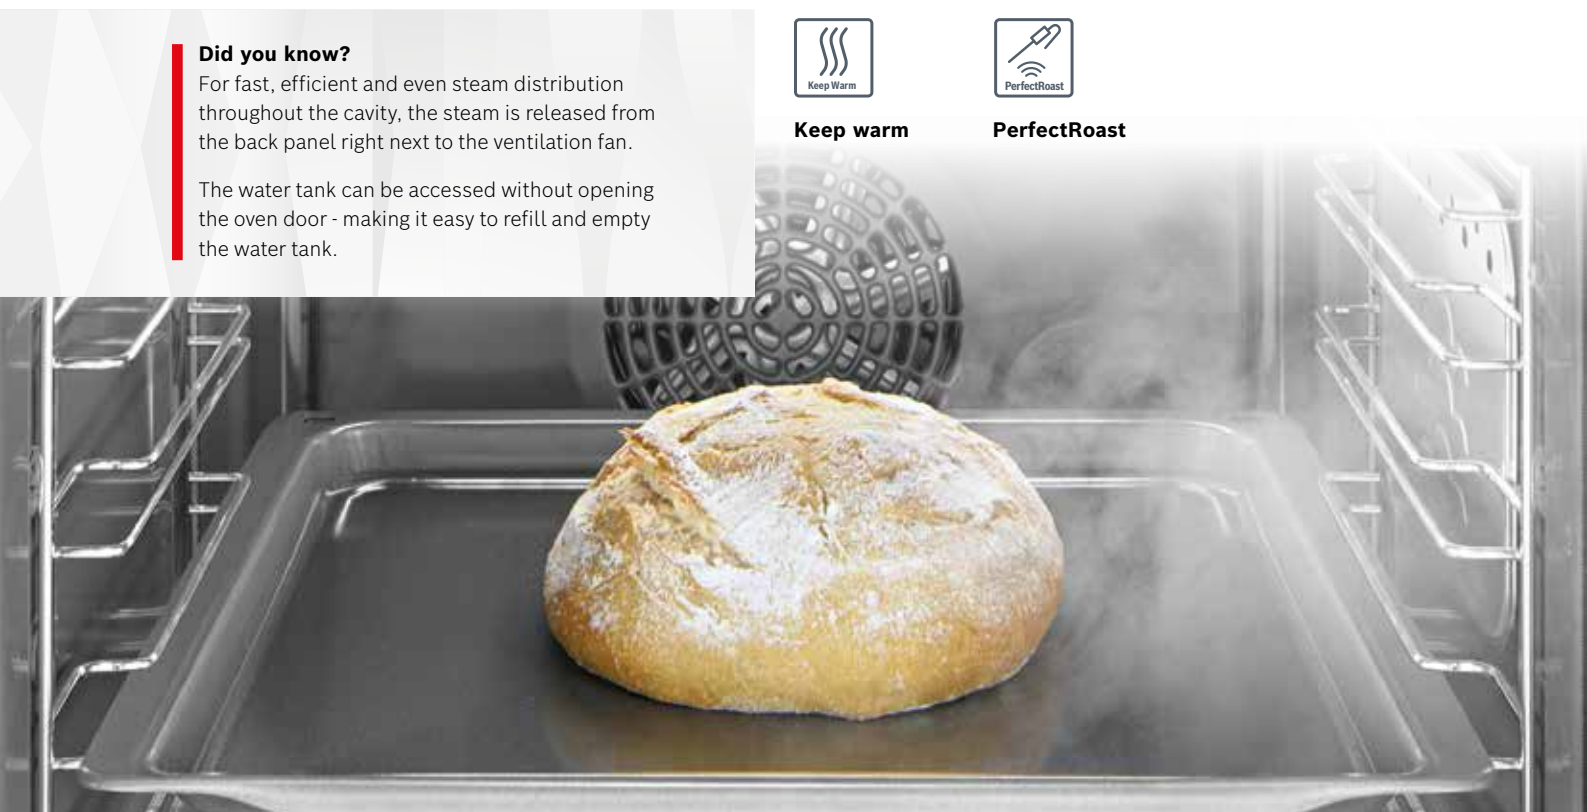 Did you know?
For fast, efficient and even steam distribution
throughout the cavity, the steam is released from
the back panel right next to the ventilation fan.
The water tank can be accessed without opening
the oven door - making it easy to refill and empty
the water tank.
Keep Warm
PerfectRoast
Keep warm
PerfectRoast